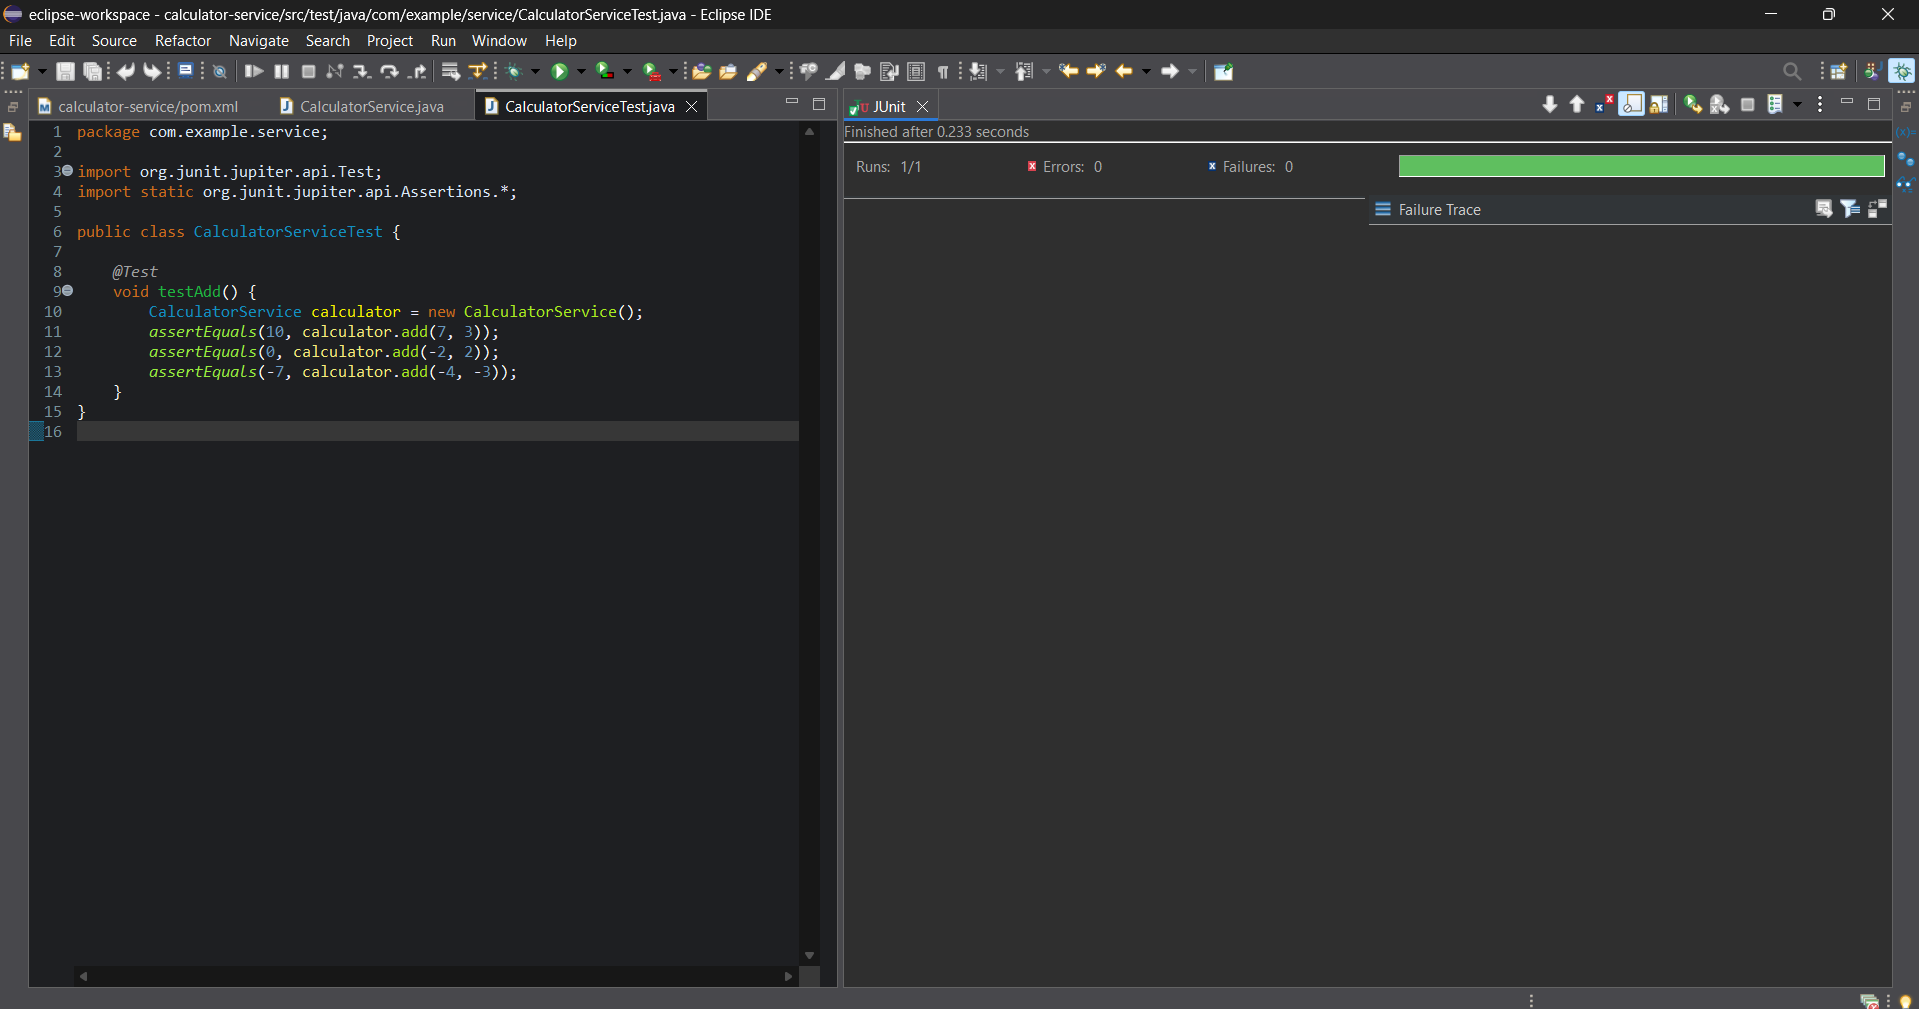 eclipse-workspace - calculator-service/src/test/java/com/example/service/CalculatorServiceTest.java - Eclipse IDE
File Edit Source Refactor Navigate Search Project Run Window Help
calculator-service/pom.xml CalculatorService.java CalculatorServiceTest.java
1 package com.example.service;
2
3 import org.junit.jupiter.api.Test;
4 import static org.junit.jupiter.api.Assertions.*;
5
6 public class CalculatorServiceTest {
7
8 @Test
9 void testAdd() {
10 CalculatorService calculator = new CalculatorService();
11 assertEquals(10, calculator.add(7, 3));
12 assertEquals(0, calculator.add(-2, 2));
13 assertEquals(-7, calculator.add(-4, -3));
14 }
15 }
16
JUnit
Finished after 0.233 seconds
Runs: 1/1 Errors: 0 Failures: 0
Failure Trace